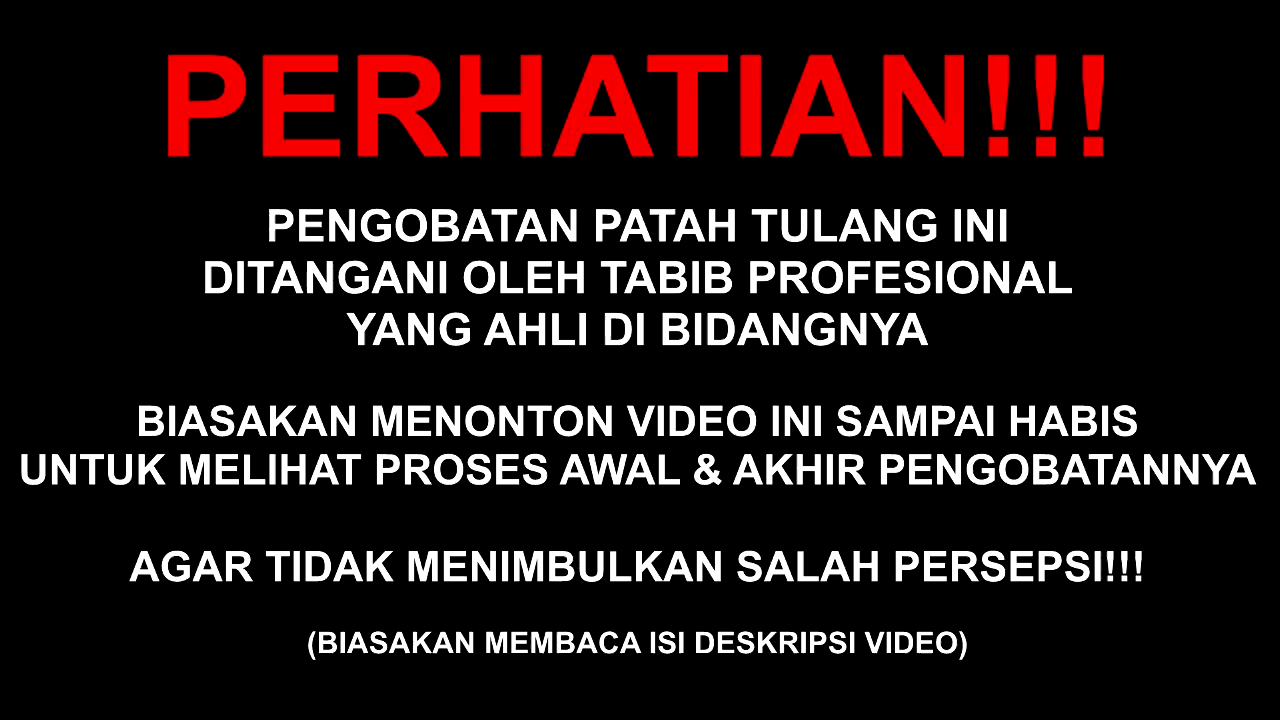 PERHATIAN!!!
PENGOBATAN PATAH TULANG INI
DITANGANI OLEH TABIB PROFESIONAL
YANG AHLI DI BIDANGNYA
BIASAKAN MENONTON VIDEO INI SAMPAI HABIS
UNTUK MELIHAT PROSES AWAL & AKHIR PENGOBATANNYA
AGAR TIDAK MENIMBULKAN SALAH PERSEPSI!!!
(BIASAKAN MEMBACA ISI DESKRIPSI VIDEO)